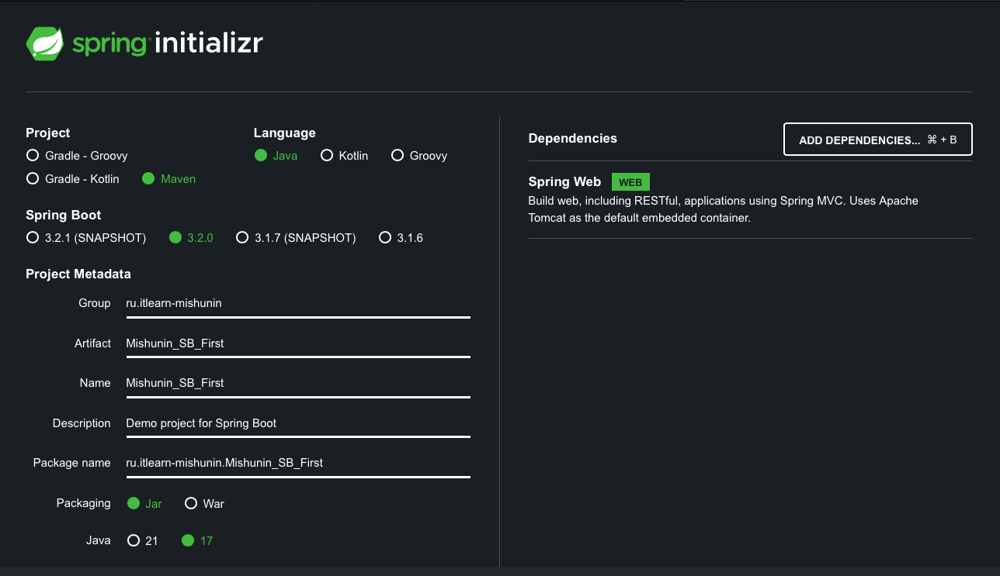 spring initializr
Project
Gradle - Groovy
Gradle - Kotlin Maven
Language
Java Kotlin Groovy
Spring Boot
3.2.1 (SNAPSHOT) 3.2.0 3.1.7 (SNAPSHOT) 3.1.6
Project Metadata
Group ru.itlearn-mishunin
Artifact Mishunin_SB_First
Name Mishunin_SB_First
Description Demo project for Spring Boot
Package name ru.itlearn-mishunin.Mishunin_SB_First
Packaging Jar War
Java 21 17
Dependencies ADD DEPENDENCIES... ⌘ + B
Spring Web WEB
Build web, including RESTful, applications using Spring MVC. Uses Apache
Tomcat as the default embedded container.